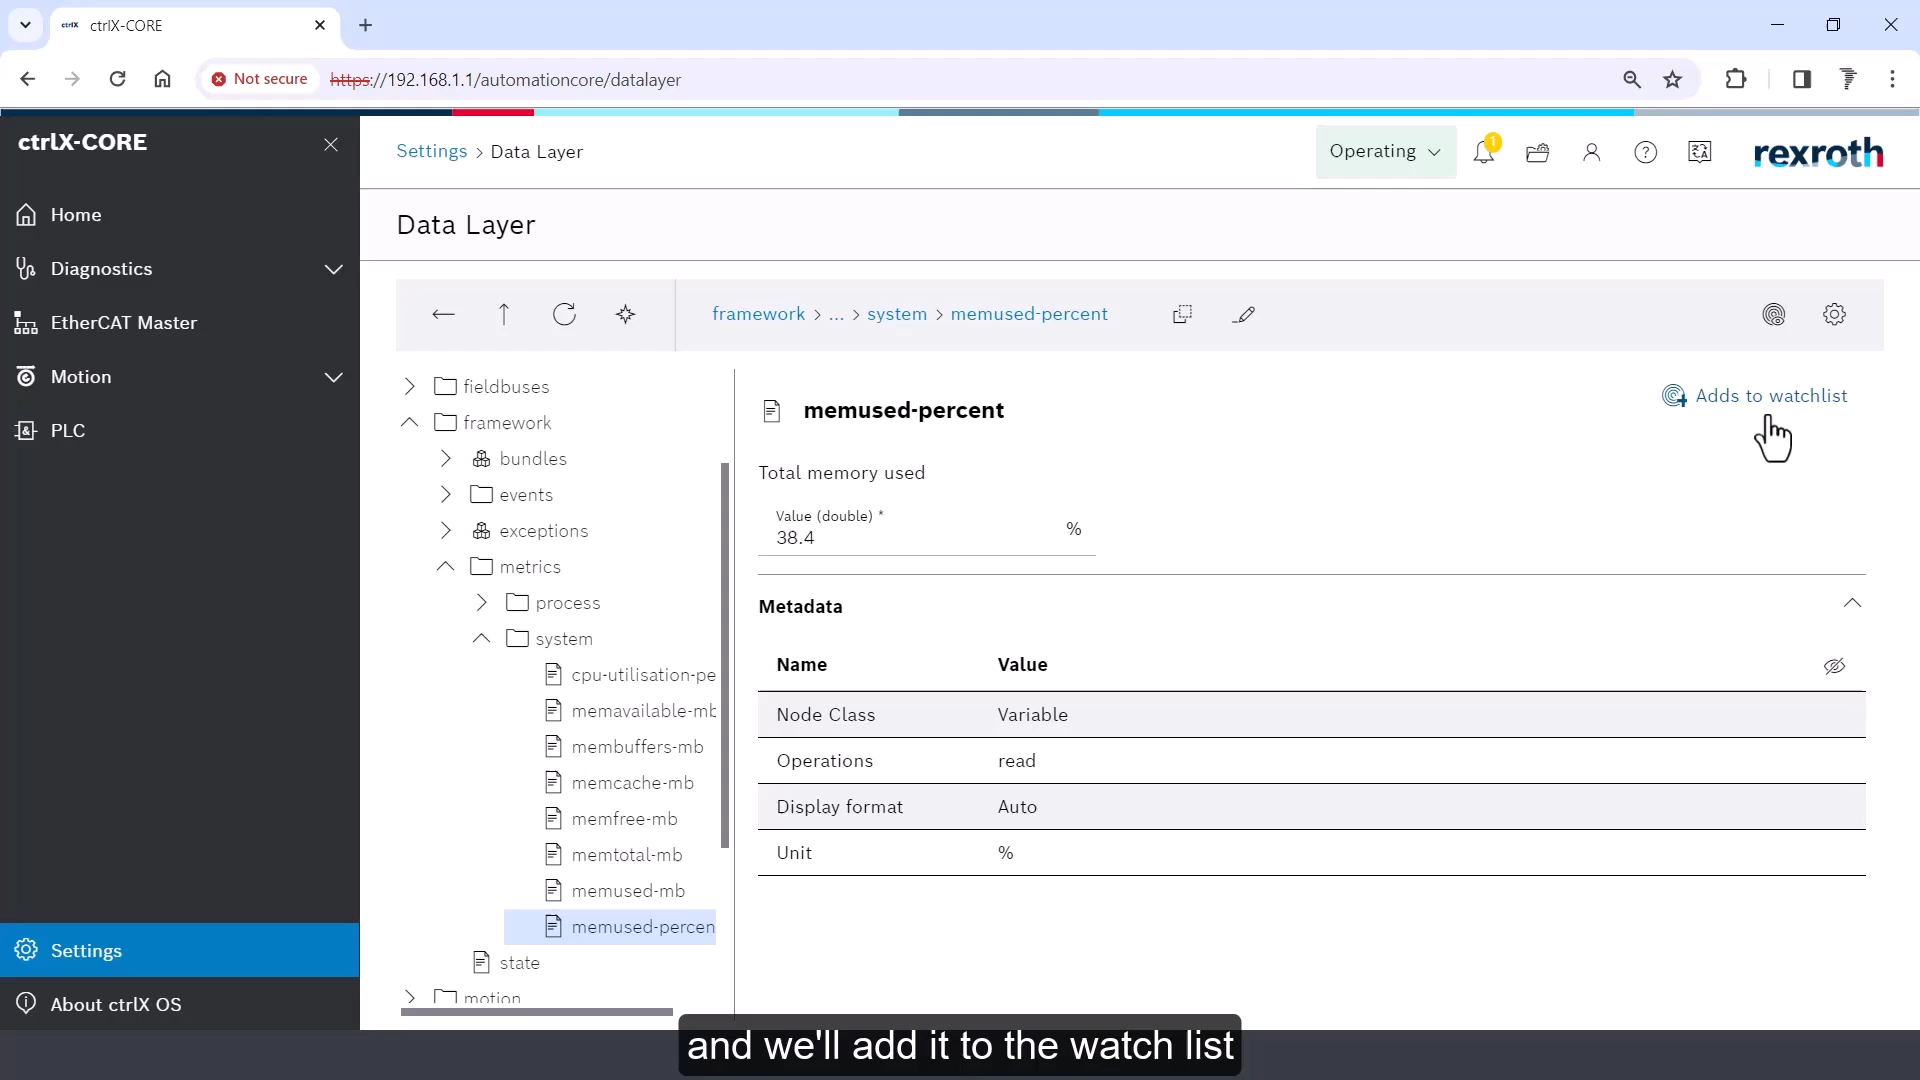 ctrlX
ctrlX-CORE
Not secure
https://192.168.1.1/automationcore/datalayer
ctrlX-CORE
Settings > Data Layer
Operating
1
rexroth
Home
Diagnostics
EtherCAT Master
Motion
PLC
Settings
About ctrlX OS
Data Layer
framework > ... > system > memused-percent
fieldbuses
framework
bundles
events
exceptions
metrics
process
system
cpu-utilisation-pe
memavailable-mb
membuffers-mb
memcache-mb
memfree-mb
memtotal-mb
memused-mb
memused-percen
state
motion
memused-percent
Adds to watchlist
Total memory used
Value (double) *
38.4
%
Metadata
Name Value
Node Class Variable
Operations read
Display format Auto
Unit %
and we'll add it to the watch list